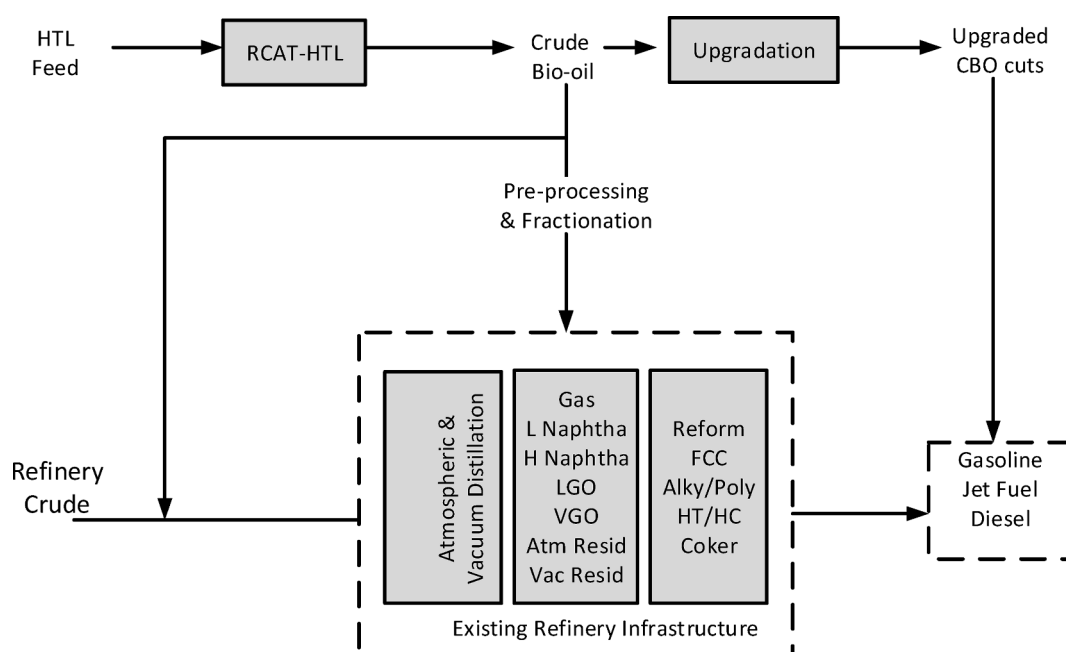 HTL
Feed
RCAT-HTL
Crude
Bio-oil
Upgradation
Upgraded
CBO cuts
Pre-processing
& Fractionation
Refinery
Crude
Atmospheric &
Vacuum Distillation
Gas
L Naphtha
H Naphtha
LGO
VGO
Atm Resid
Vac Resid
Reform
FCC
Alky/Poly
HT/HC
Coker
Existing Refinery Infrastructure
Gasoline
Jet Fuel
Diesel